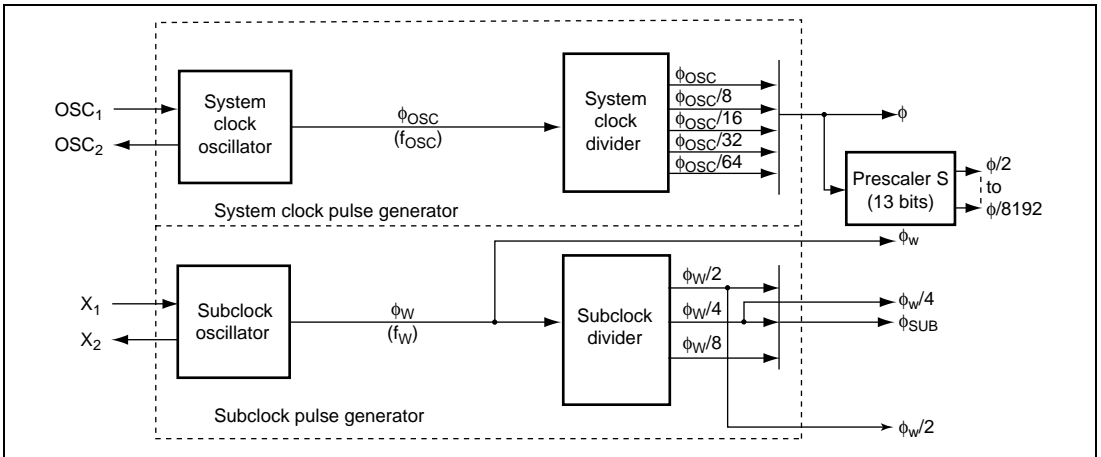 OSC1
OSC2
System
clock
oscillator
ϕOSC
(fOSC)
System
clock
divider
ϕOSC
ϕOSC/8
ϕOSC/16
ϕOSC/32
ϕOSC/64
ϕ
Prescaler S
(13 bits)
ϕ/2
to
ϕ/8192
System clock pulse generator
ϕw
X1
X2
Subclock
oscillator
ϕW
(fW)
Subclock
divider
ϕW/2
ϕW/4
ϕW/8
ϕw/4
ϕSUB
Subclock pulse generator
ϕw/2